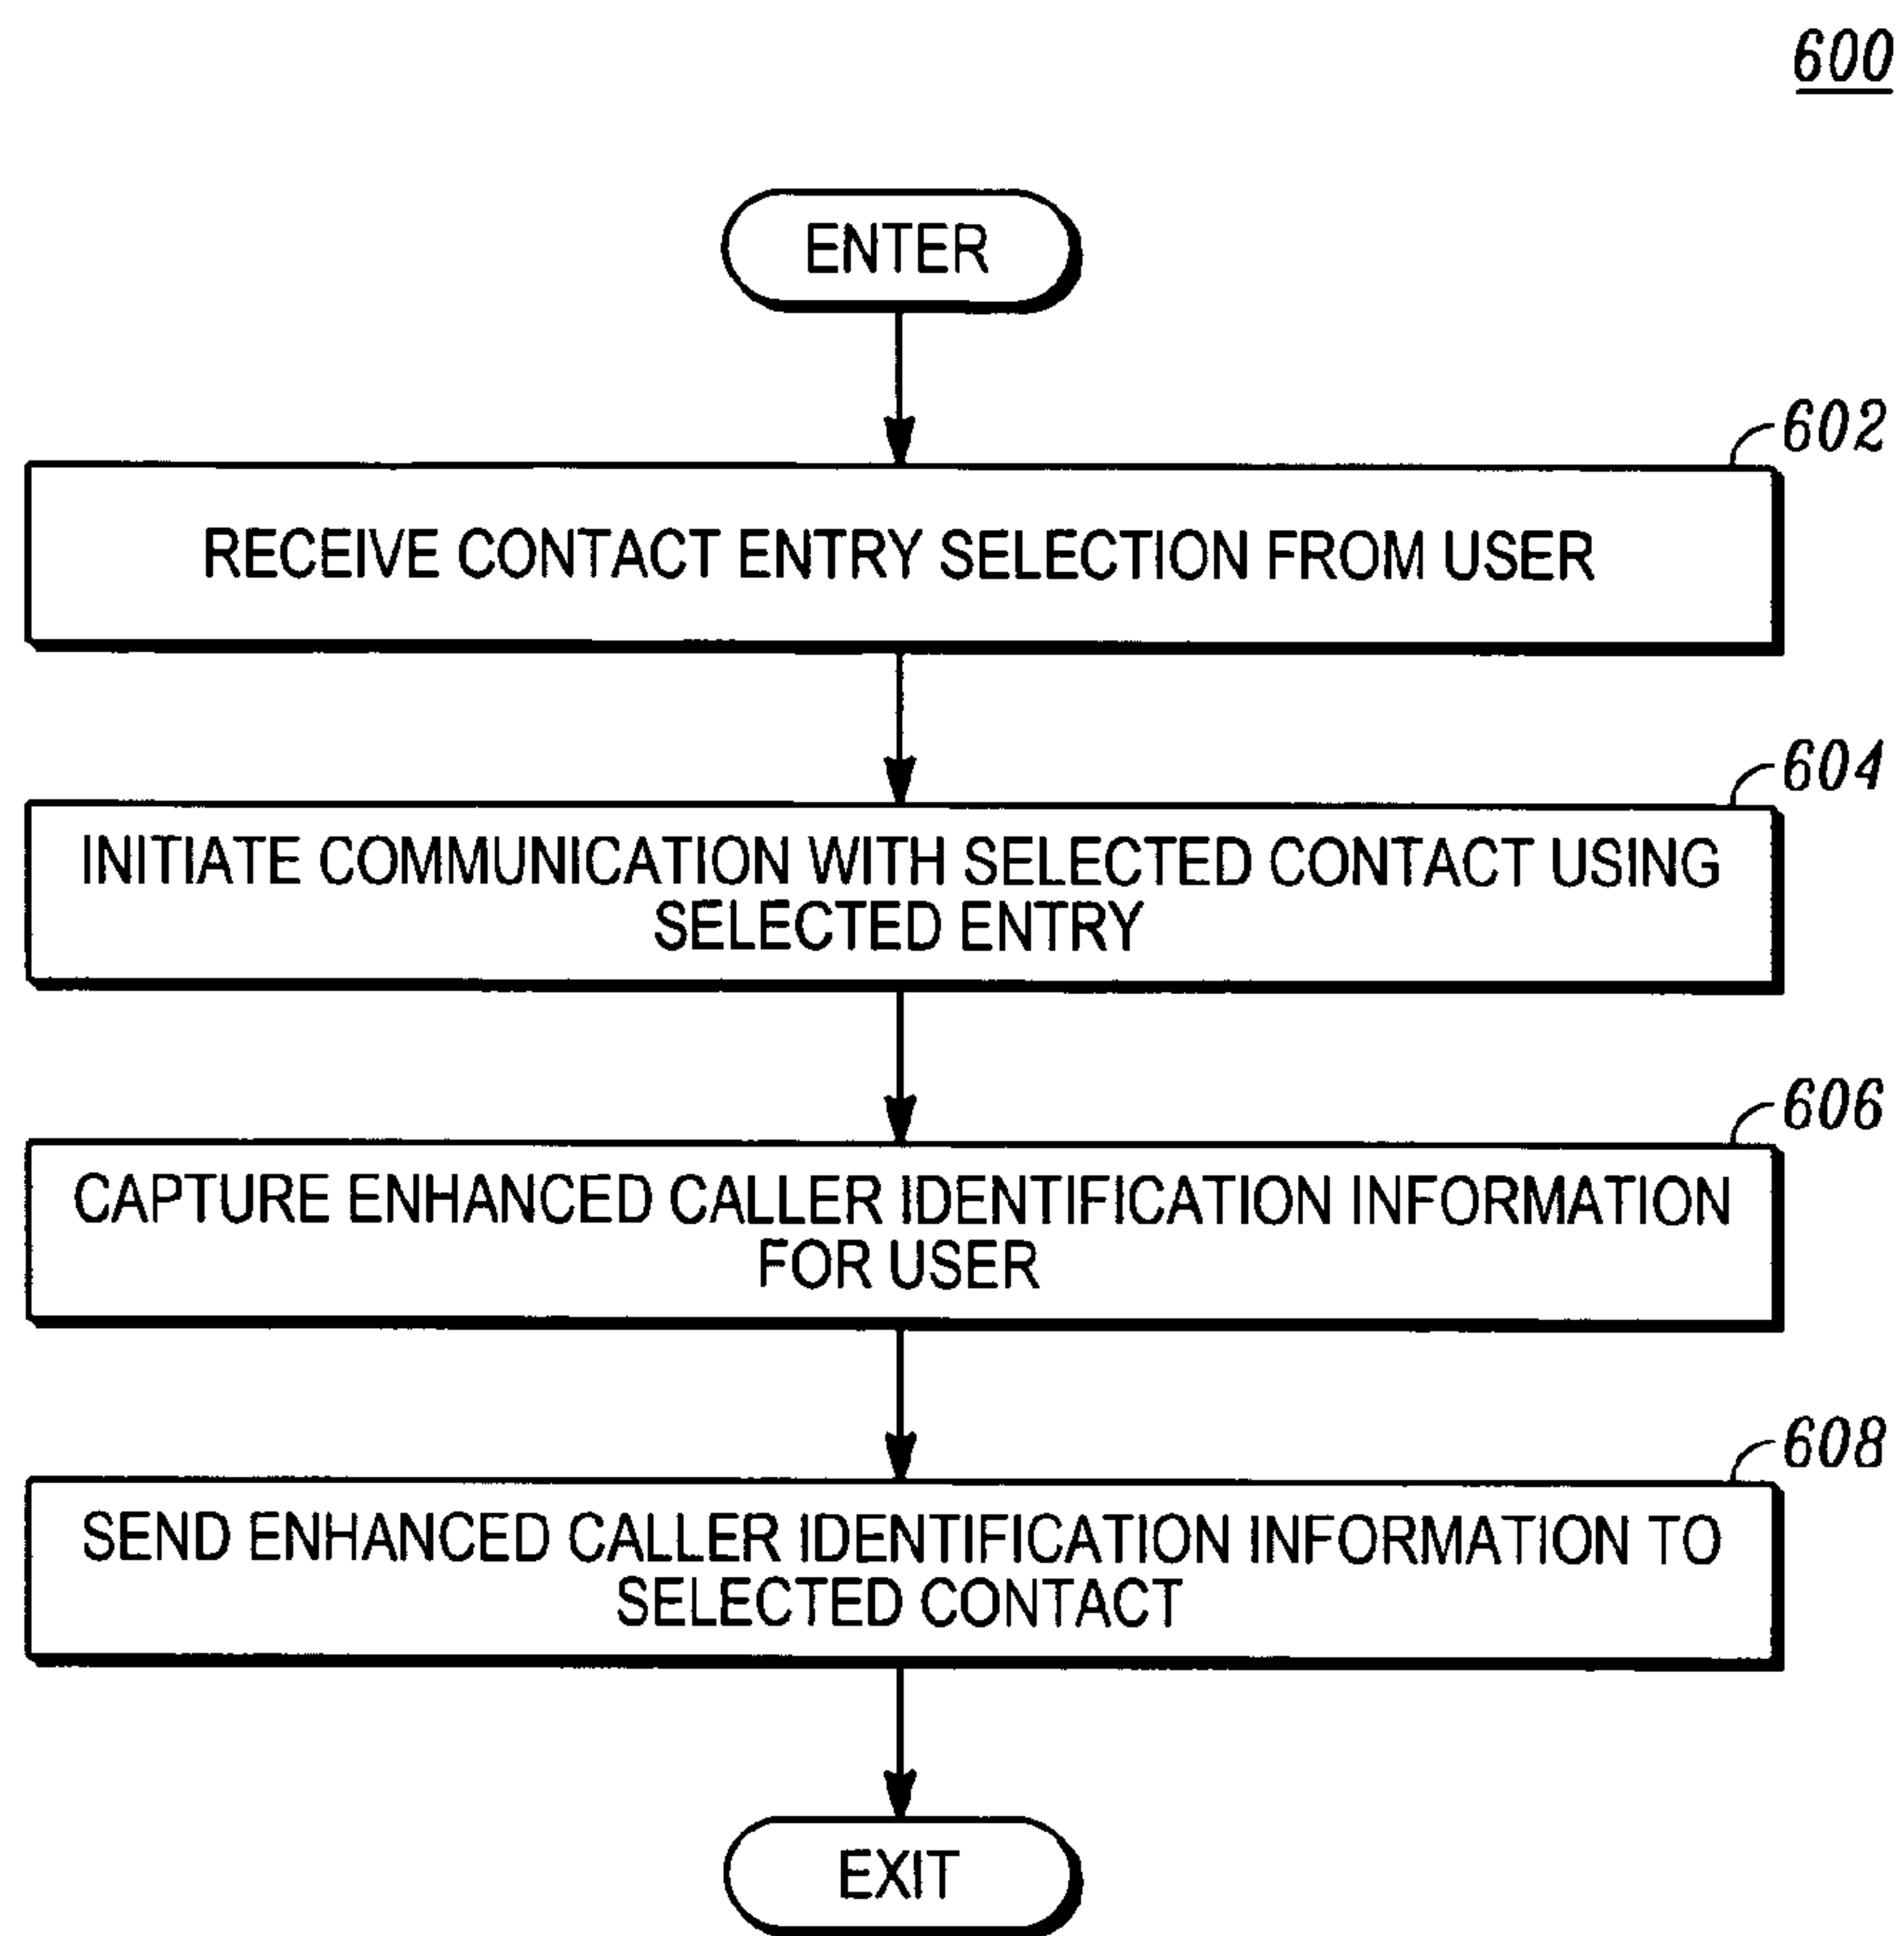 600
ENTER
602
RECEIVE CONTACT ENTRY SELECTION FROM USER
604
INITIATE COMMUNICATION WITH SELECTED CONTACT USING
SELECTED ENTRY
606
CAPTURE ENHANCED CALLER IDENTIFICATION INFORMATION
FOR USER
608
SEND ENHANCED CALLER IDENTIFICATION INFORMATION TO
SELECTED CONTACT
EXIT